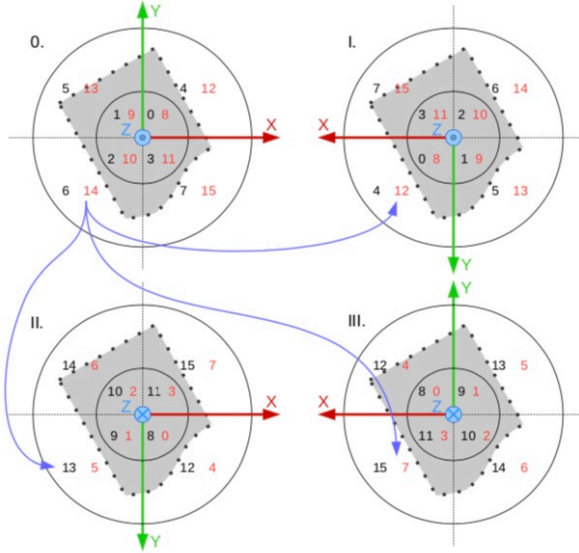 Y
0. I.
5 13 4 12 7 15 6 14
1 9 0 8 3 11 2 10
Z X X Z
2 10 3 11 0 8 1 9
6 14 7 15 4 12 5 13
Y
Y
II. III.
14 6 15 7 12 4 13 5
10 2 11 3 8 0 9 1
Z X X Z
9 1 8 0 11 3 10 2
13 5 12 4 15 7 14 6
Y